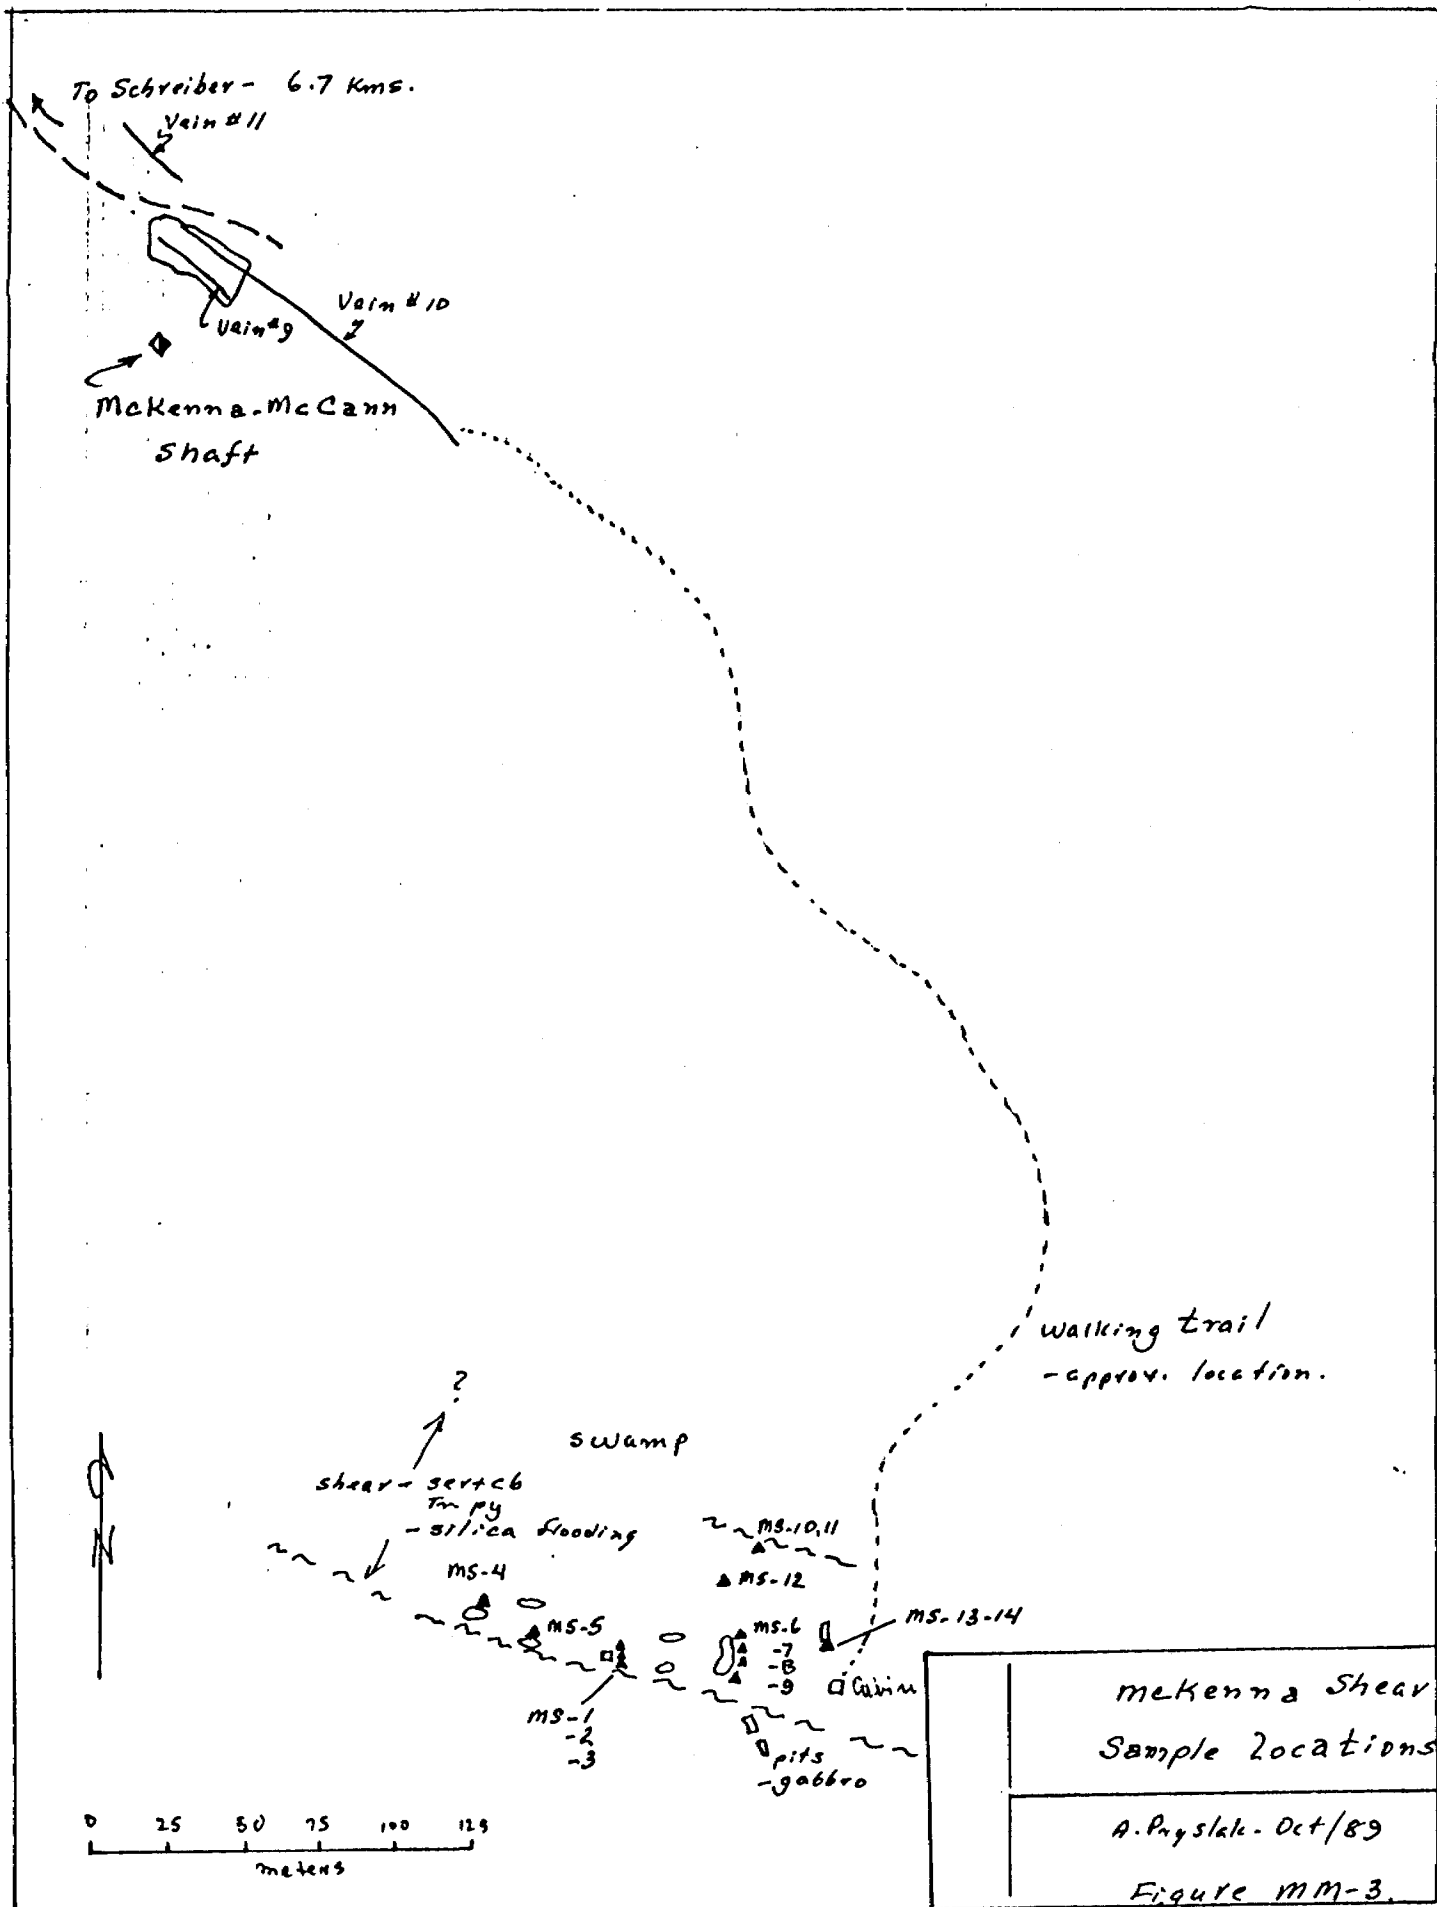 To Schreiber - 6.7 Kms.
Vein #11
Vein #10
Vein #9
McKenna-McCann
Shaft
walking trail
- approx. location.
?
swamp
shear - ser+cb
Tr py
- silica flooding
N
MS-10,11
MS-4
MS-12
MS-5
MS-6
-7
-8
-9
MS-13-14
Cabin
MS-1
-2
-3
pits
- gabbro
McKenna Shear
Sample Locations
A. Pryslak - Oct/89
Figure MM-3.
0 25 50 75 100 125
meters